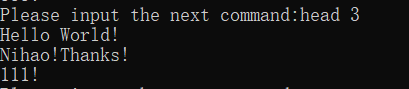 Please input the next command:head 3
Hello World!
Nihao!Thanks!
111!